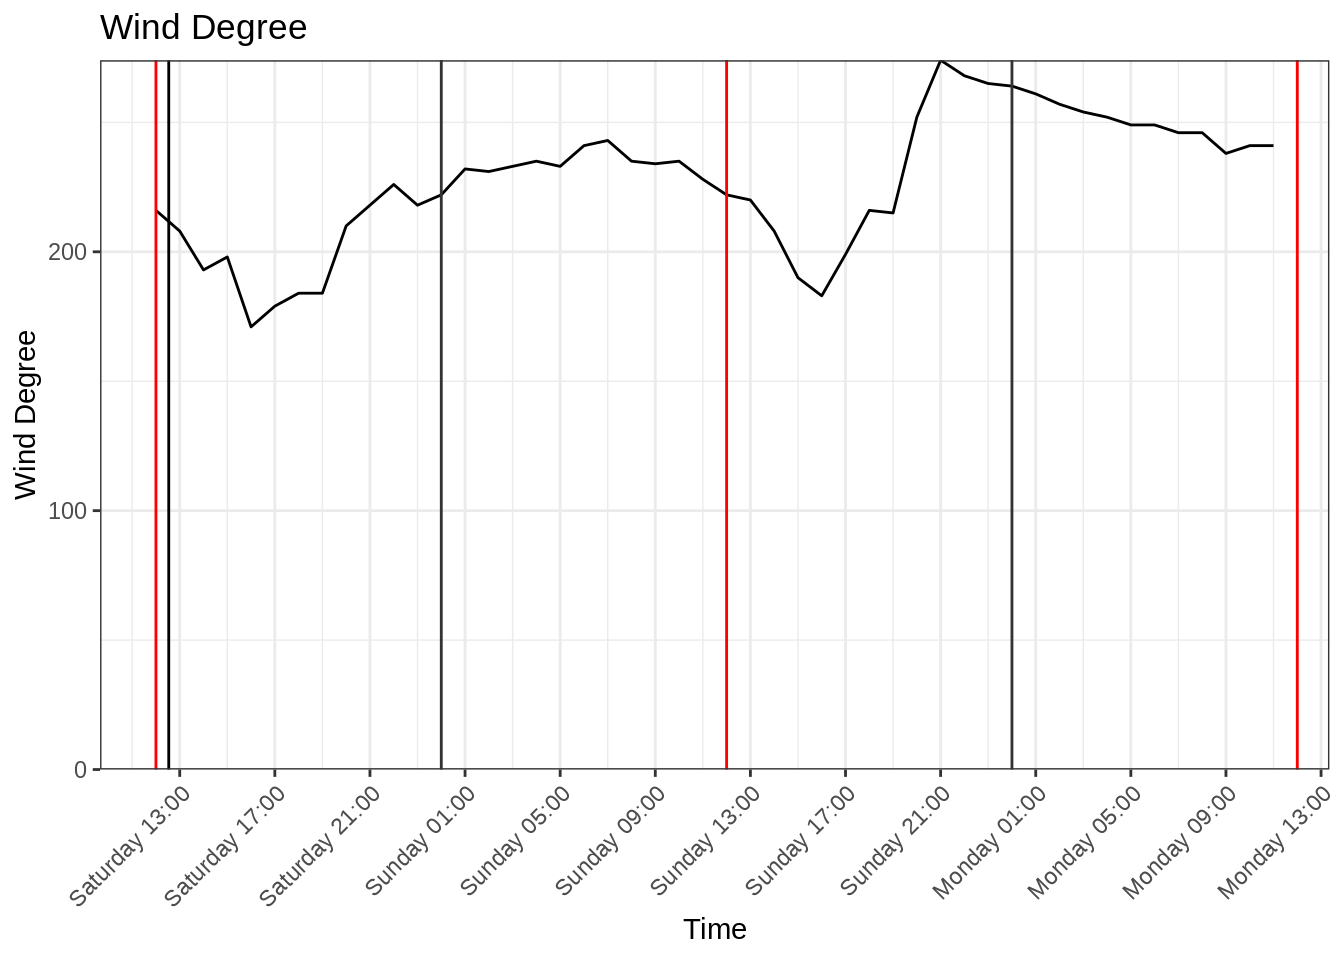 Wind Degree
Wind Degree
200
100
0
Saturday 13:00
Saturday 17:00
Saturday 21:00
Sunday 01:00
Sunday 05:00
Sunday 09:00
Sunday 13:00
Sunday 17:00
Sunday 21:00
Monday 01:00
Monday 05:00
Monday 09:00
Monday 13:00
Time